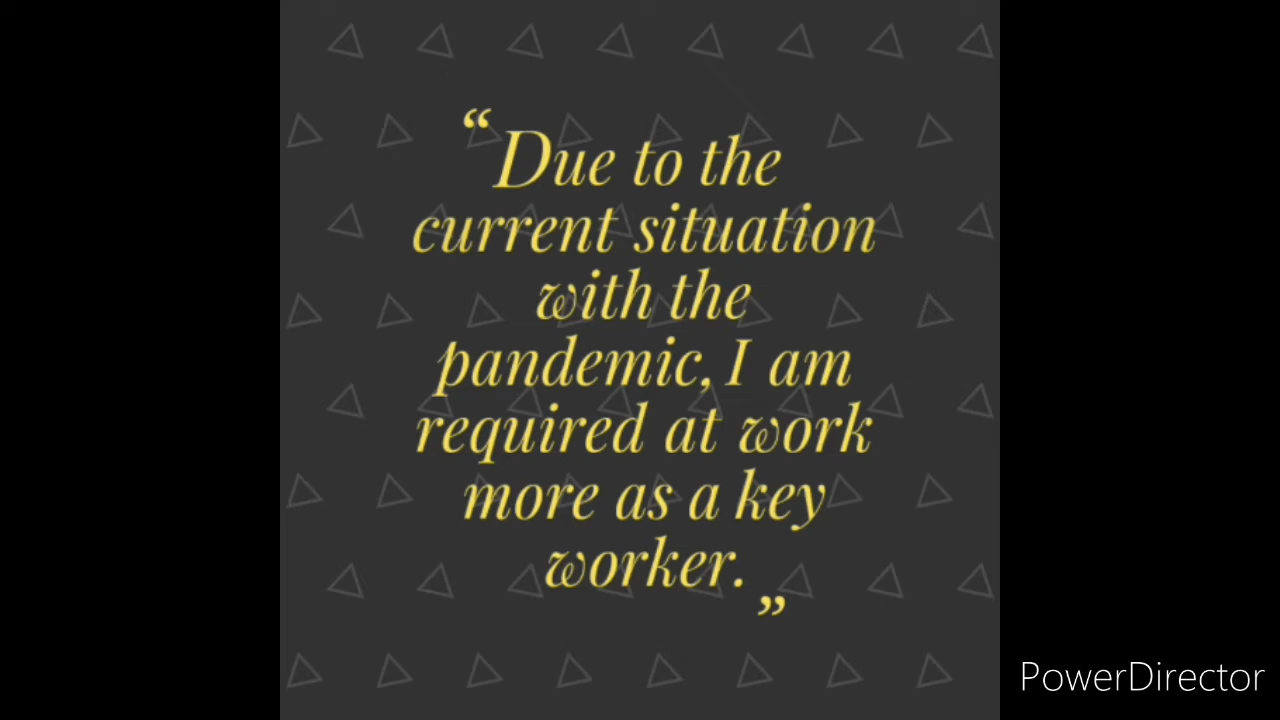 “Due to the
current situation
with the
pandemic, I am
required at work
more as a key
worker.”
PowerDirector